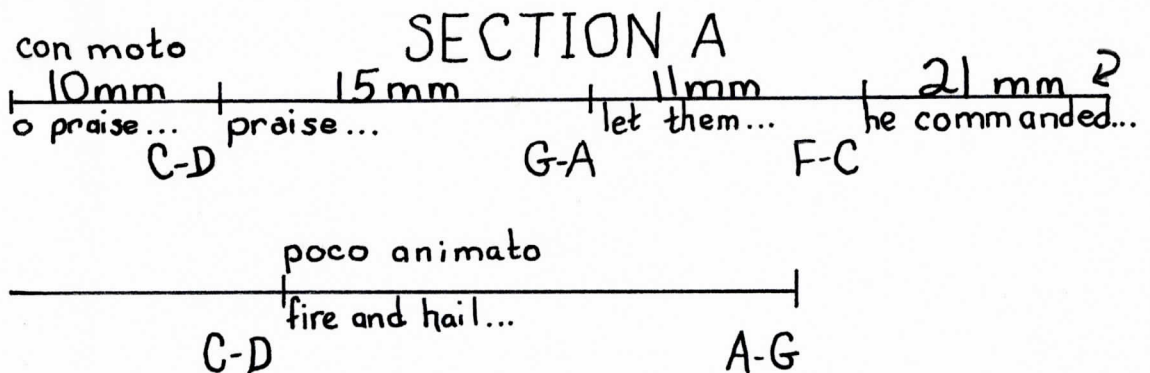 SECTION A
con moto
10mm 15mm 11mm 21 mm
o praise... praise... let them... he commanded...
C-D G-A F-C
poco animato
fire and hail...
C-D A-G